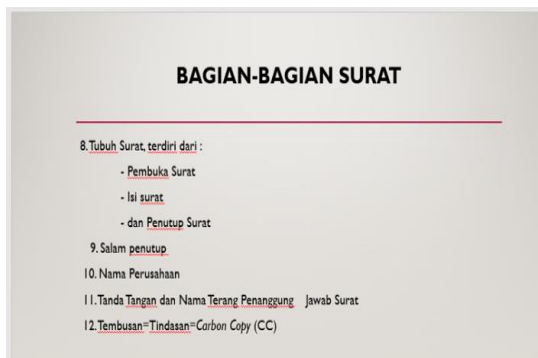 BAGIAN-BAGIAN SURAT
8. Tubuh Surat, terdiri dari :
- Pembuka Surat
- Isi surat
- dan Penutup Surat
9. Salam penutup
10. Nama Perusahaan
11. Tanda Tangan dan Nama Terang Penanggung Jawab Surat
12. Tembusan=Tindasan=Carbon Copy (CC)